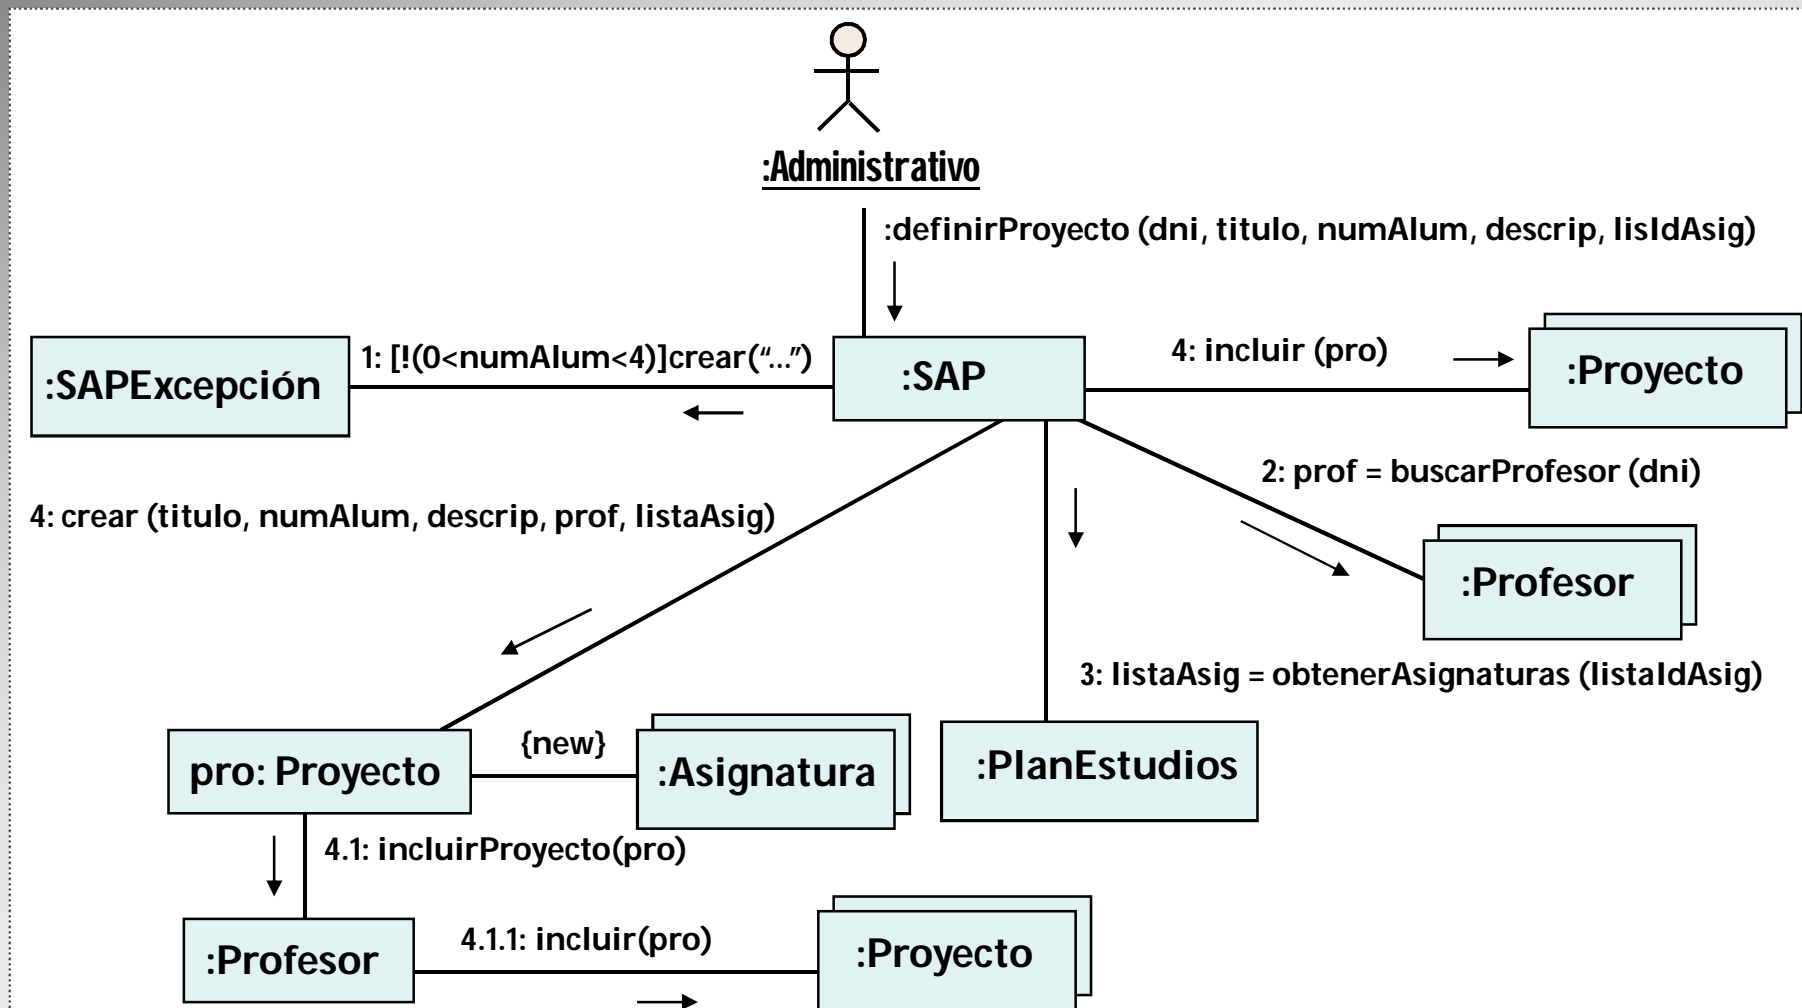 :Administrativo
:definirProyecto (dni, titulo, numAlum, descrip, lisIdAsig)
:SAPExcepción
1: [!(0<numAlum<4)]crear(“...”)
:SAP
4: incluir (pro)
:Proyecto
2: prof = buscarProfesor (dni)
4: crear (titulo, numAlum, descrip, prof, listaAsig)
:Profesor
3: listaAsig = obtenerAsignaturas (listaIdAsig)
pro: Proyecto
{new}
:Asignatura
:PlanEstudios
4.1: incluirProyecto(pro)
:Profesor
4.1.1: incluir(pro)
:Proyecto